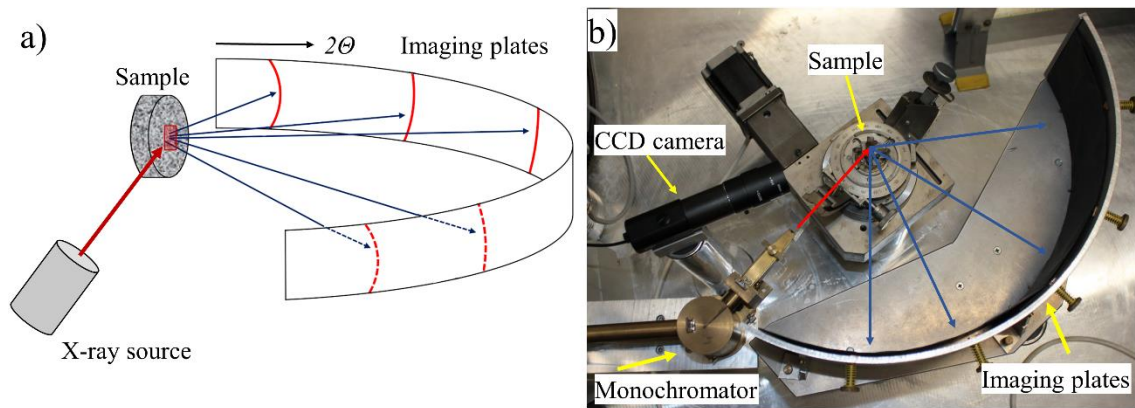 a)
2Θ
Imaging plates
Sample
X-ray source
b)
Sample
CCD camera
Monochromator
Imaging plates